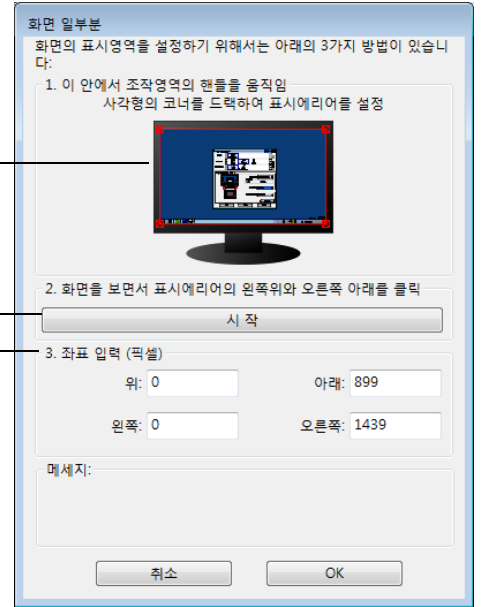 화면 일부분
화면의 표시영역을 설정하기 위해서는 아래의 3가지 방법이 있습니
다:
1. 이 안에서 조작영역의 핸들을 움직임
사각형의 코너를 드랙하여 표시에리어를 설정
2. 화면을 보면서 표시에리어의 왼쪽위와 오른쪽 아래를 클릭
시 작
3. 좌표 입력 (픽셀)
위: 0 아래: 899
왼쪽: 0 오른쪽: 1439
메세지:
취소 OK